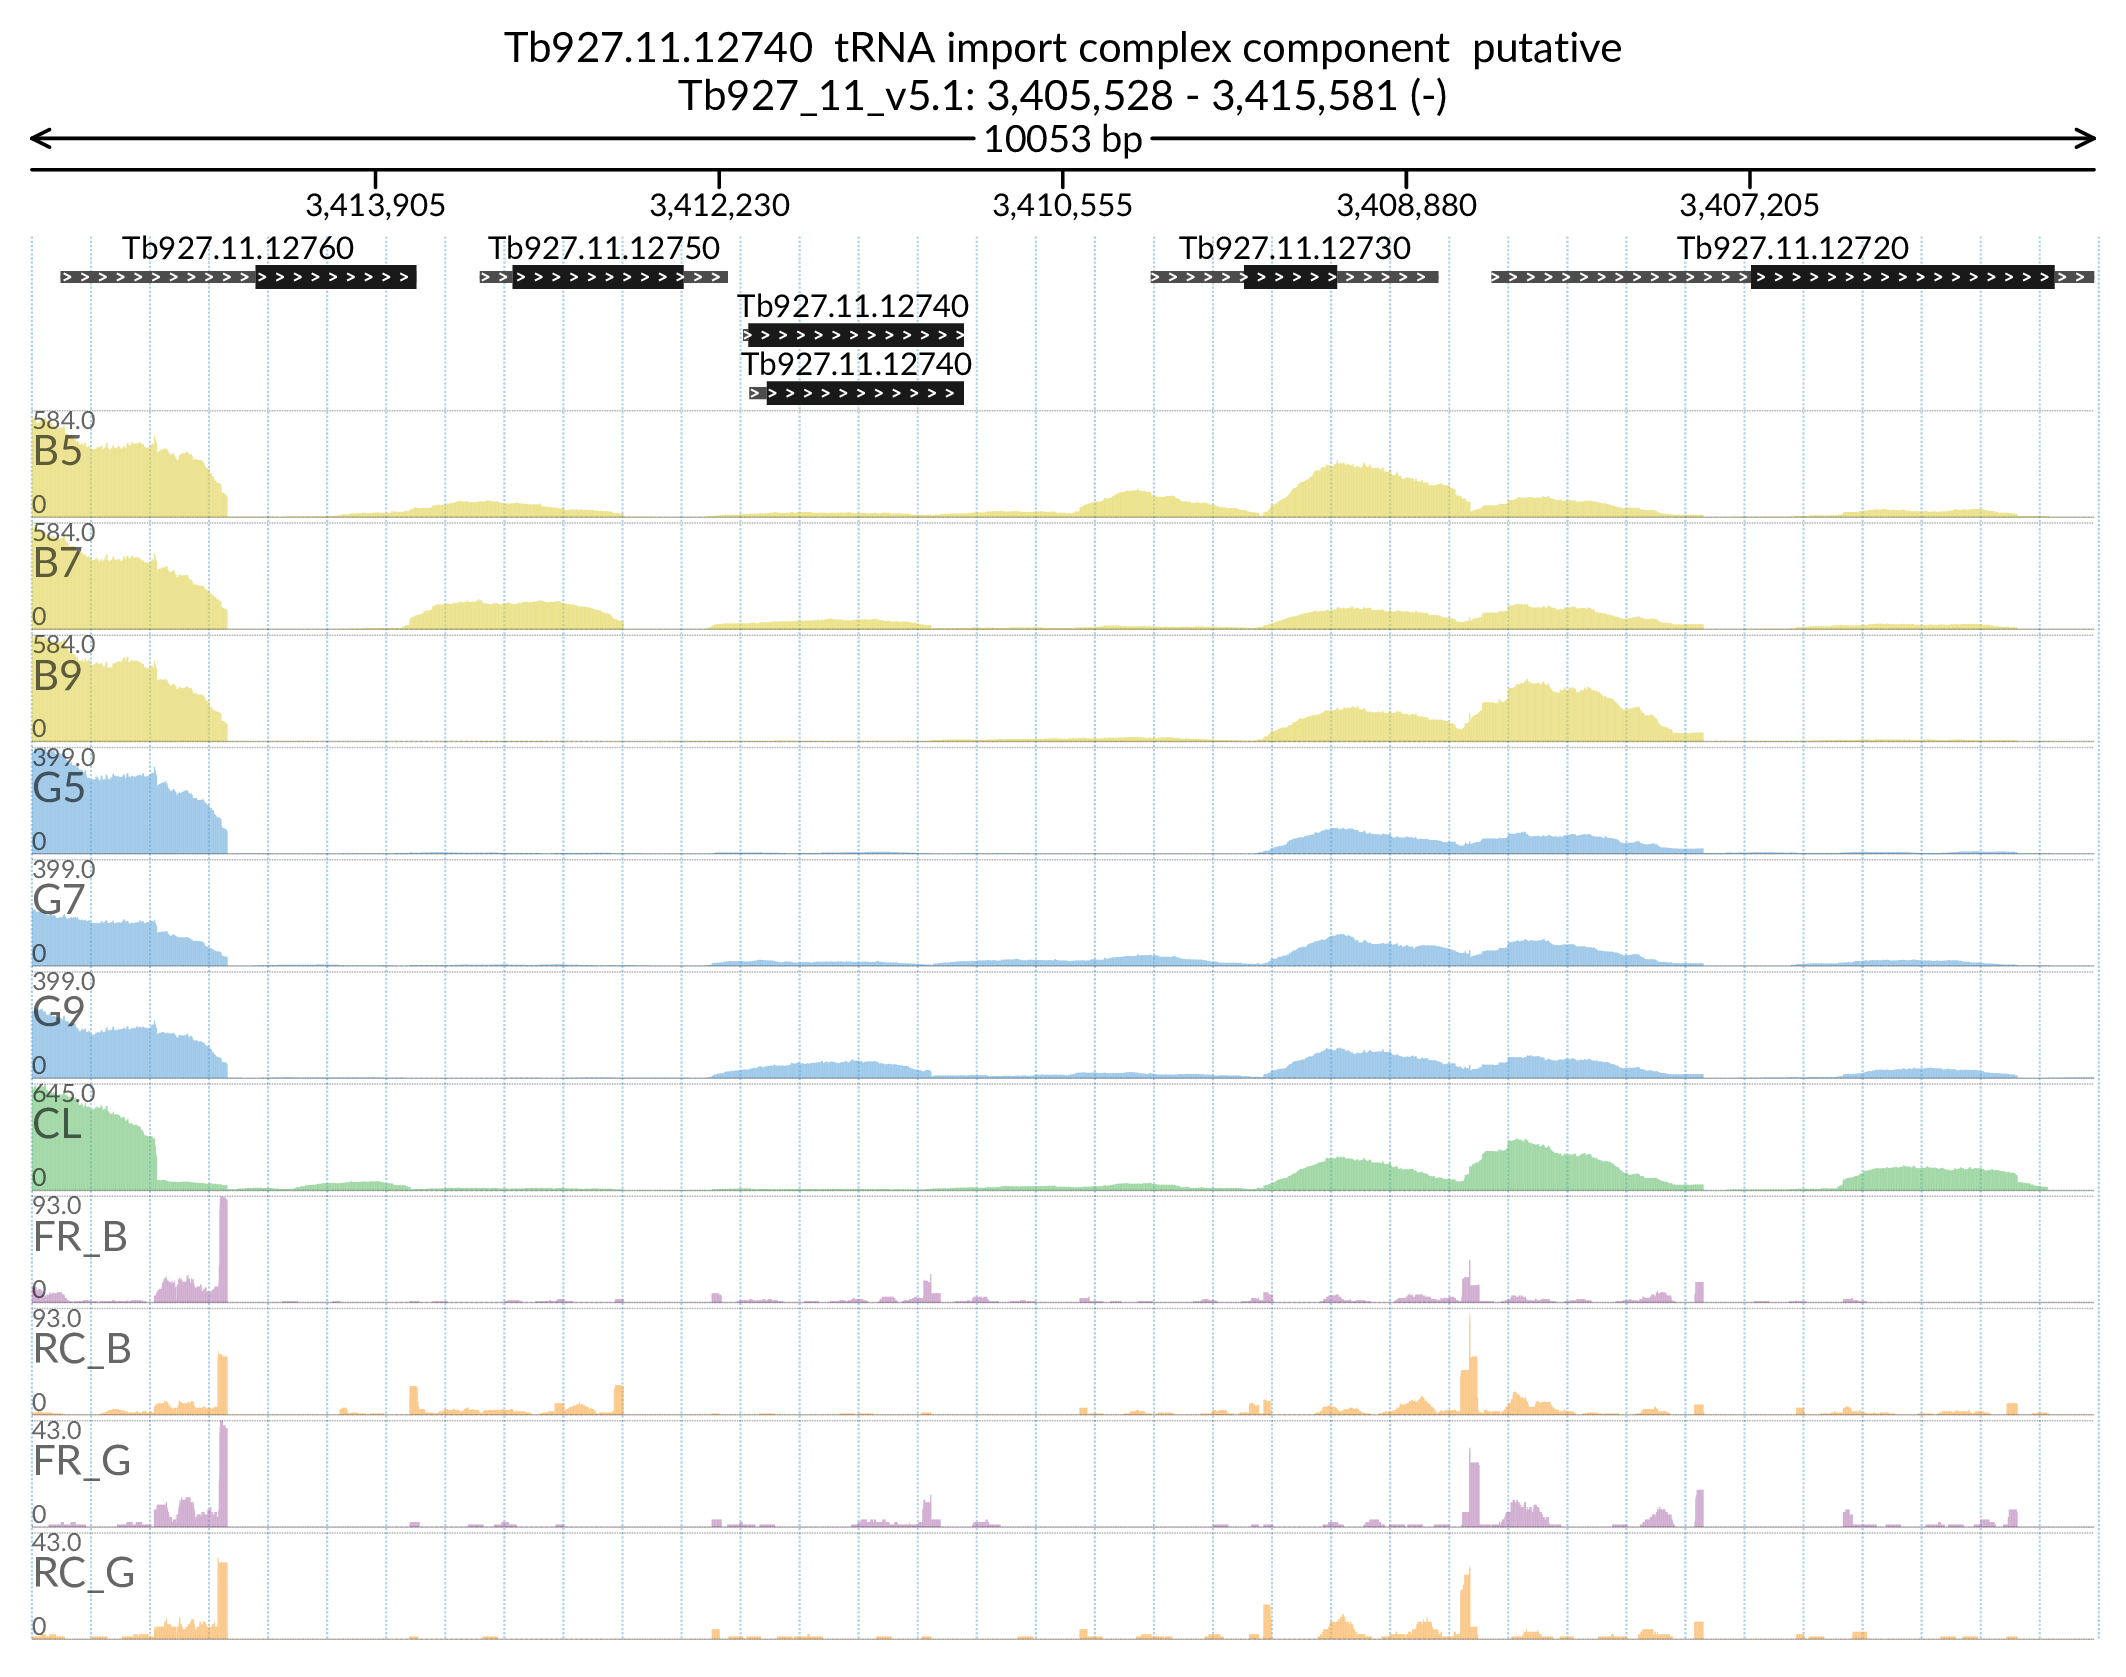 Tb927.11.12740 tRNA import complex component putative
Tb927_11_v5.1: 3,405,528 - 3,415,581 (-)
10053 bp
3,413,905 3,412,230 3,410,555 3,408,880 3,407,205
Tb927.11.12760 Tb927.11.12750 Tb927.11.12730 Tb927.11.12720
Tb927.11.12740
Tb927.11.12740
584.0
B5
0
584.0
B7
0
584.0
B9
0
399.0
G5
0
399.0
G7
0
399.0
G9
0
645.0
CL
0
93.0
FR_B
0
93.0
RC_B
0
43.0
FR_G
0
43.0
RC_G
0